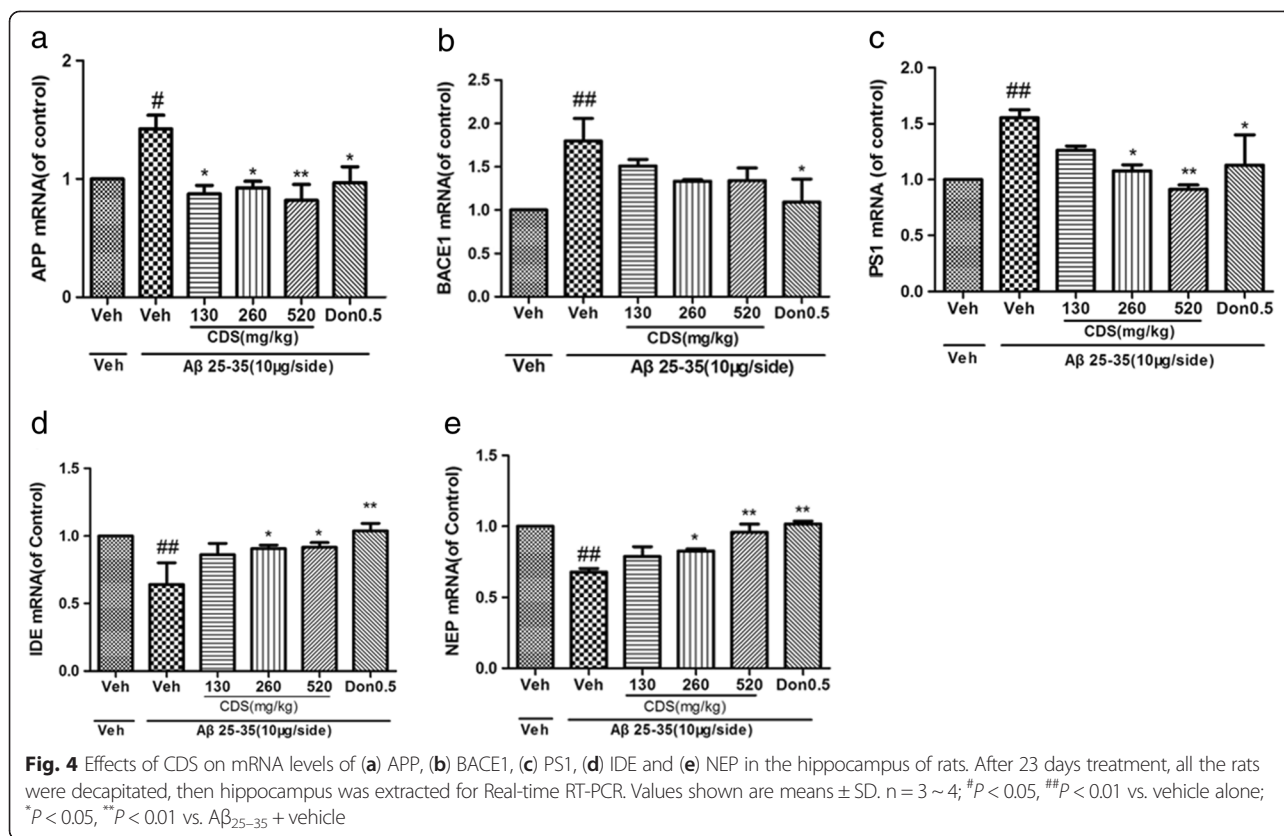 a
APP mRNA(of control)
2
1
0
#
*
*
**
*
Veh
Veh
130
260
520
Don0.5
CDS(mg/kg)
Veh
Aβ 25-35(10μg/side)
b
BACE1 mRNA(of control)
2.5
2.0
1.5
1.0
0.5
0.0
##
*
Veh
Veh
130
260
520
Don0.5
CDS(mg/kg)
Veh
Aβ 25-35(10μg/side)
c
PS1 mRNA (of control)
2.0
1.5
1.0
0.5
0.0
##
*
**
*
Veh
Veh
130
260
520
Don0.5
CDS(mg/kg)
Veh
Aβ 25-35(10μg/side)
d
IDE mRNA(of Control)
1.5
1.0
0.5
0.0
##
*
*
**
Veh
Veh
130
260
520
Don0.5
CDS(mg/kg)
Veh
Aβ 25-35(10μg/side)
e
NEP mRNA(of Control)
1.5
1.0
0.5
0.0
##
*
**
**
Veh
Veh
130
260
520
Don0.5
CDS(mg/kg)
Veh
Aβ 25-35(10μg/side)
Fig. 4 Effects of CDS on mRNA levels of (a) APP, (b) BACE1, (c) PS1, (d) IDE and (e) NEP in the hippocampus of rats. After 23 days treatment, all the rats
were decapitated, then hippocampus was extracted for Real-time RT-PCR. Values shown are means ± SD. n = 3 ~ 4; #P < 0.05, ##P < 0.01 vs. vehicle alone;
*P < 0.05, **P < 0.01 vs. Aβ25–35 + vehicle